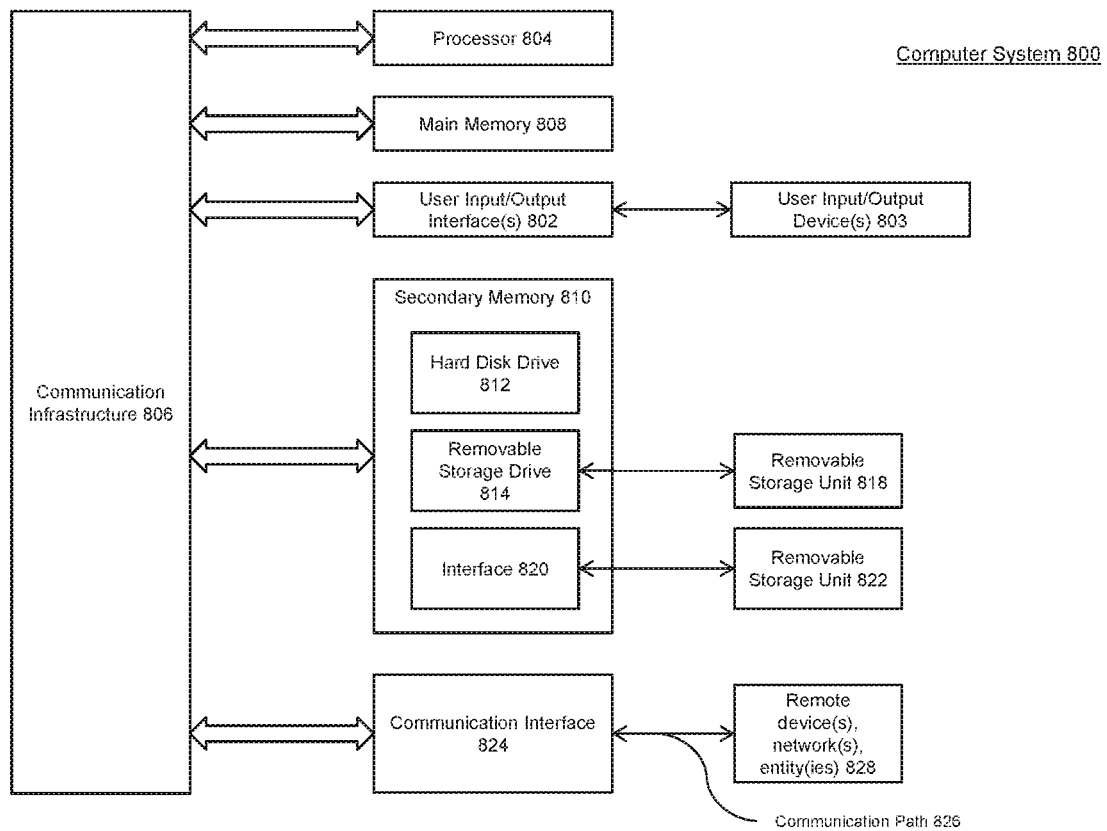 Processor 804
Computer System 800
Main Memory 808
User Input/Output
Interface(s) 802
User Input/Output
Device(s) 803
Secondary Memory 810
Hard Disk Drive
812
Communication
Infrastructure 806
Removable
Storage Drive
814
Removable
Storage Unit 818
Interface 820
Removable
Storage Unit 822
Communication Interface
824
Remote
device(s),
network(s),
entity(ies) 828
Communication Path 826